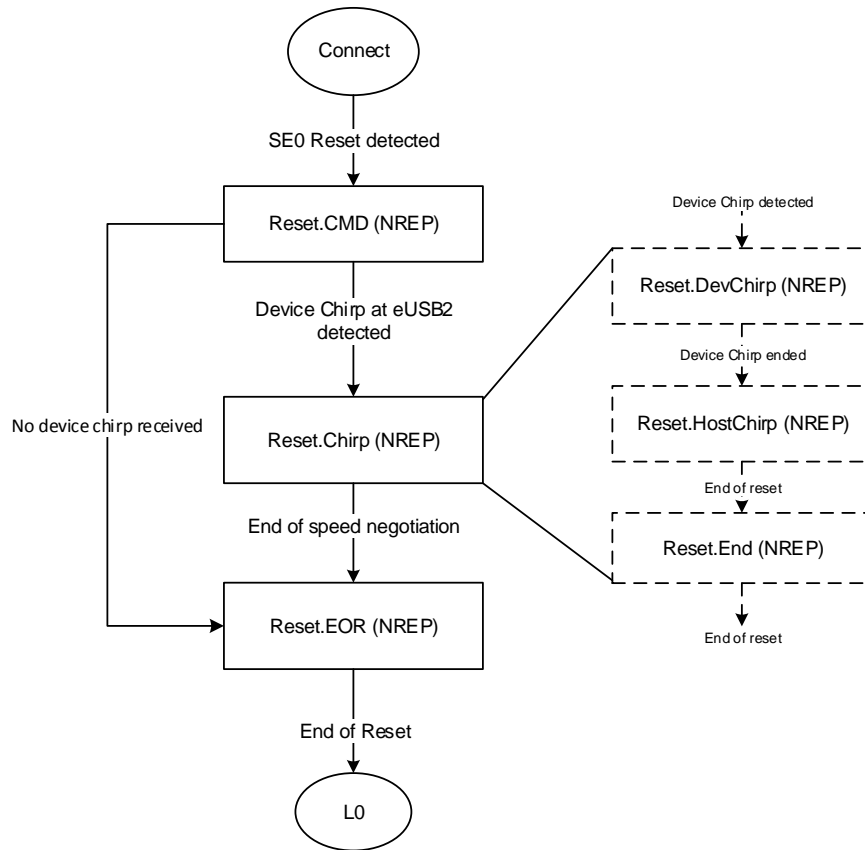 Connect
SE0 Reset detected
Reset.CMD (NREP)
Device Chirp at eUSB2
detected
No device chirp received
Reset.Chirp (NREP)
End of speed negotiation
Reset.EOR (NREP)
End of Reset
L0
Device Chirp detected
Reset.DevChirp (NREP)
Device Chirp ended
Reset.HostChirp (NREP)
End of reset
Reset.End (NREP)
End of reset